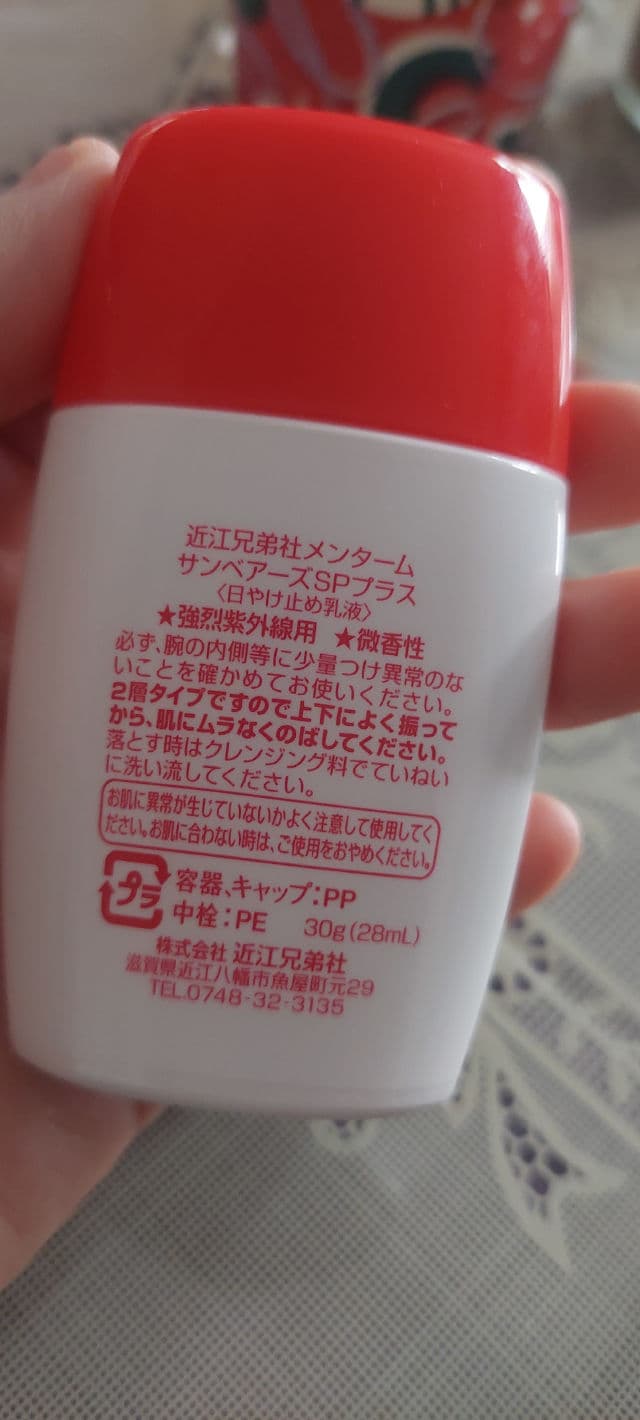 近江兄弟社メンターム
サンベアーズSPプラス
〈日やけ止め乳液〉
★強烈紫外線用 ★微香性
必ず、腕の内側等に少量つけ異常のな
いことを確かめてお使いください。
2層タイプですので上下によく振って
から、肌にムラなくのばしてください。
落とす時はクレンジング料でていねい
に洗い流してください。
お肌に異常が生じていないかよく注意して使用してく
ださい。お肌に合わない時は、ご使用をおやめください。
プラ 容器、キャップ:PP
中栓:PE 30g(28mL)
株式会社 近江兄弟社
滋賀県近江八幡市魚屋町元29
TEL.0748-32-3135